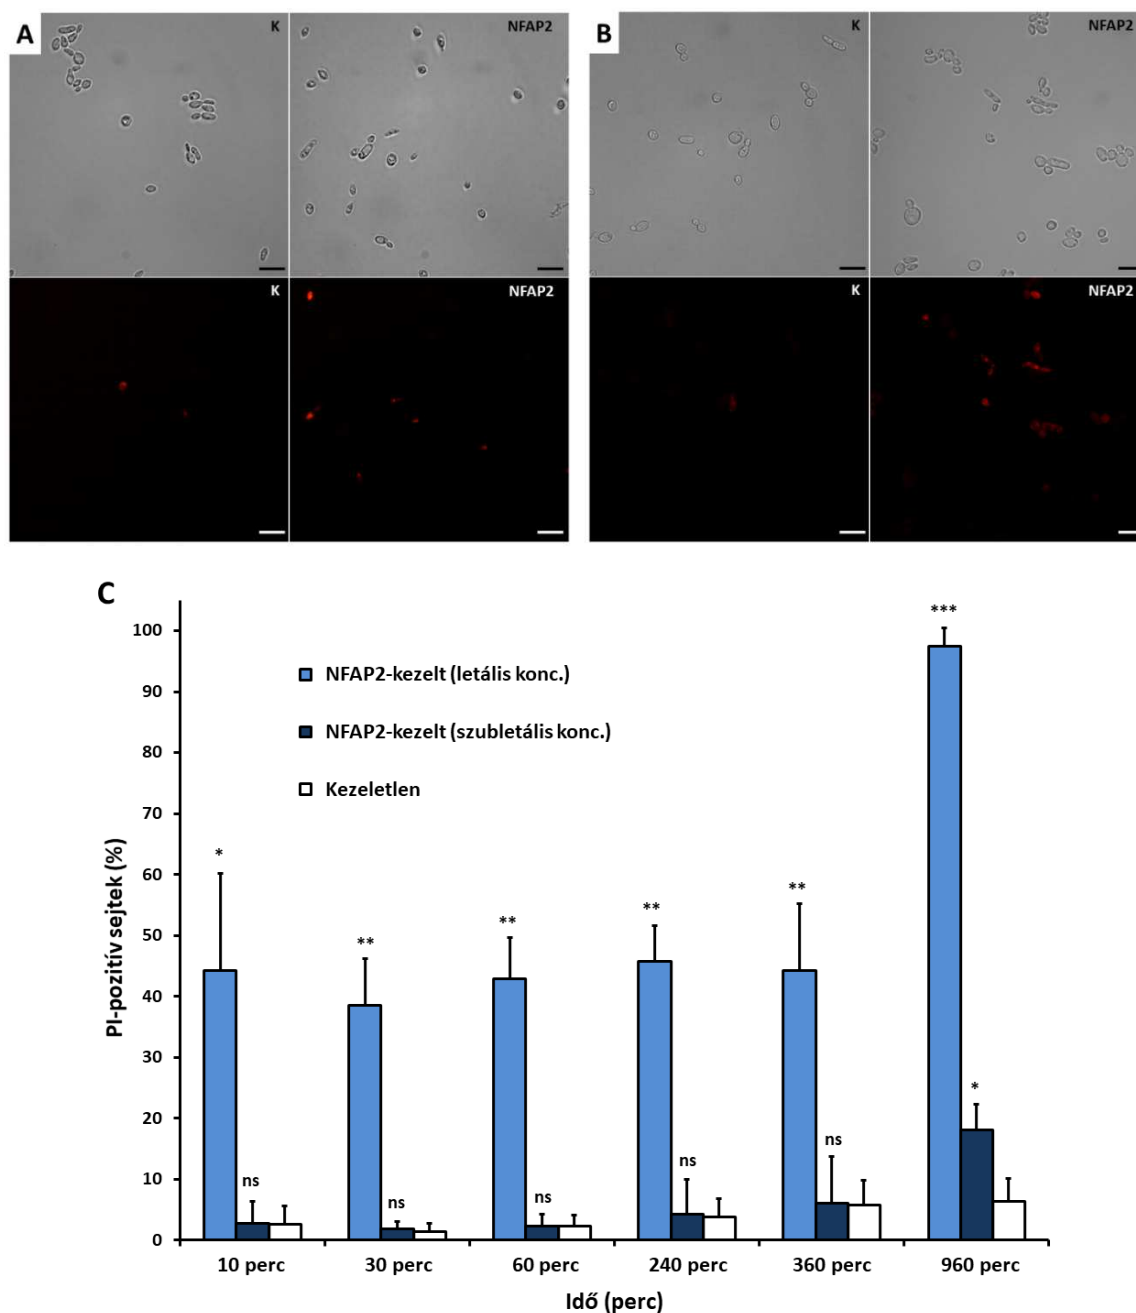 A
K
NFAP2
B
K
NFAP2
K
NFAP2
K
NFAP2
C
PI-pozitív sejtek (%)
100
90
80
70
60
50
40
30
20
10
0
NFAP2-kezelt (letális konc.)
NFAP2-kezelt (szubletális konc.)
Kezeletlen
*
ns
**
ns
**
ns
**
ns
**
ns
***
*
10 perc
30 perc
60 perc
240 perc
360 perc
960 perc
Idő (perc)